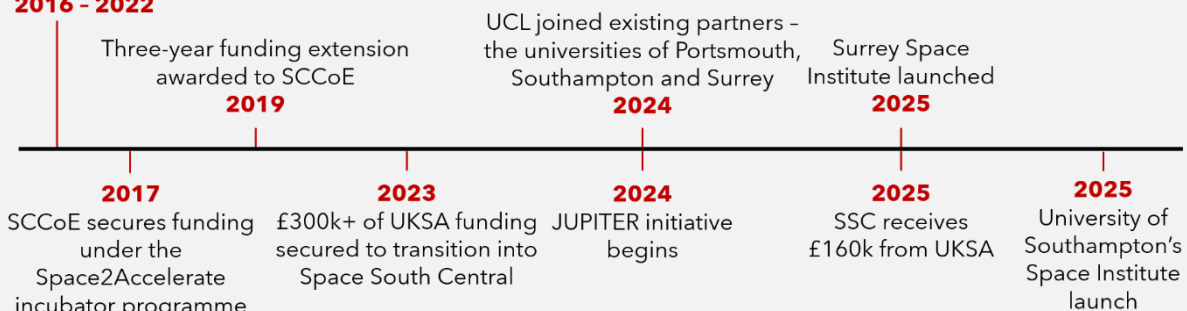 2016 – 2022
Three-year funding extension
awarded to SCCoE
2019
UCL joined existing partners –
the universities of Portsmouth,
Southampton and Surrey
2024
Surrey Space
Institute launched
2025
2017
SCCoE secures funding
under the
Space2Accelerate
incubator programme
2023
£300k+ of UKSA funding
secured to transition into
Space South Central
2024
JUPITER initiative
begins
2025
SSC receives
£160k from UKSA
2025
University of
Southampton’s
Space Institute
launch